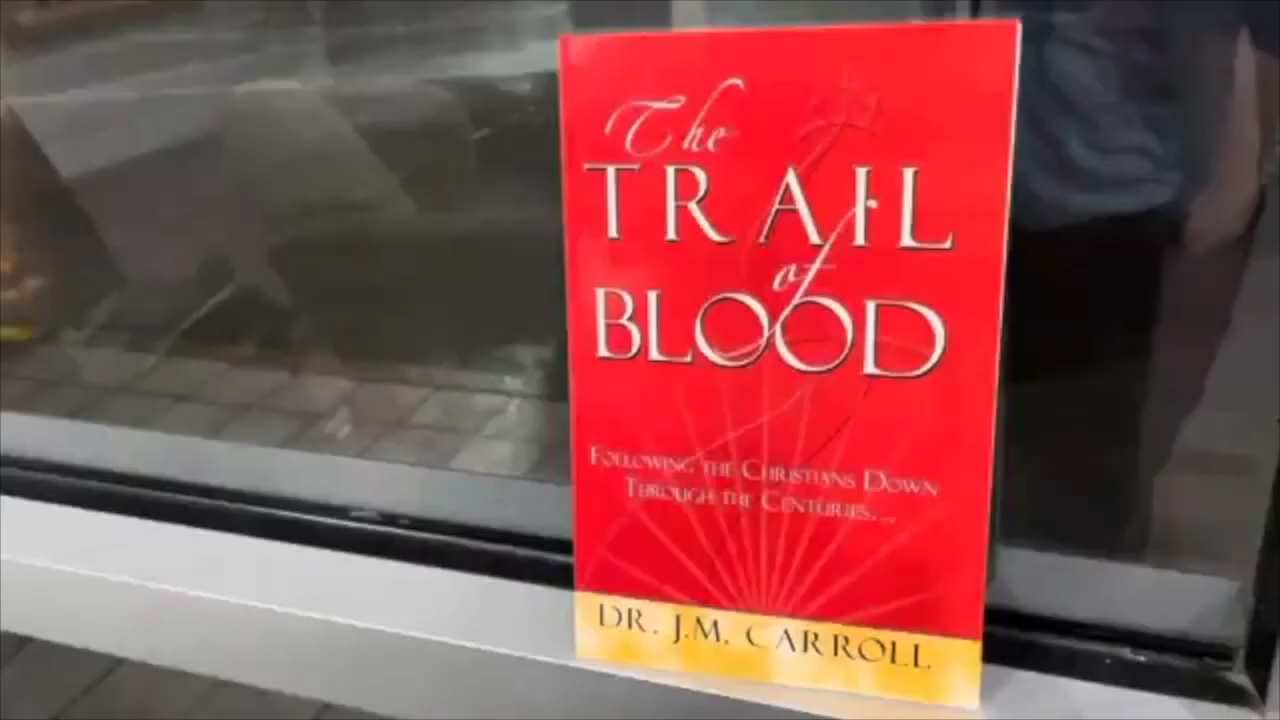 The
TRAIL
of
BLOOD
FOLLOWING THE CHRISTIANS DOWN
THROUGH THE CENTURIES....
DR. J.M. CARROLL